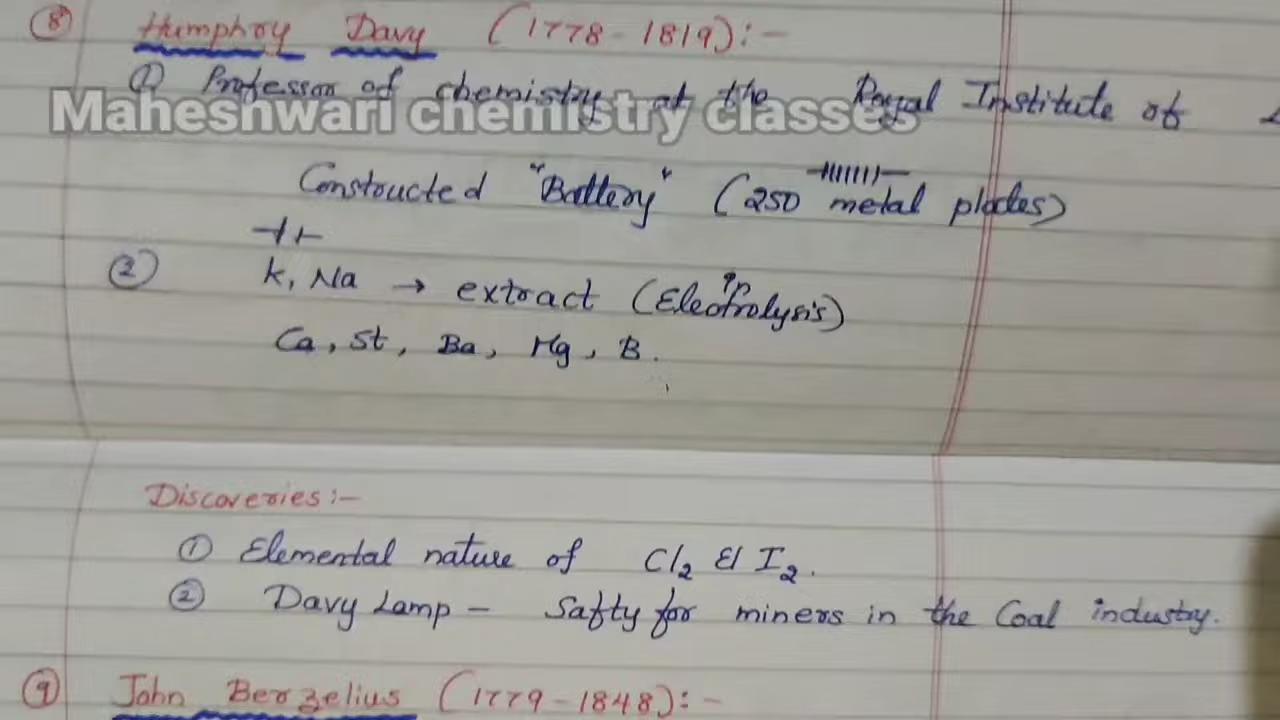 ⑧ Humphry Davy (1778-1819):-
① Professor of chemistry at the Royal Institute of
Maheshwari chemistry classes
Constructed "Battery" (250 metal plates)
② K, Na → extract (Electrolysis)
Ca, St, Ba, Mg, B.
Discoveries:-
① Elemental nature of Cl₂ & I₂.
② Davy Lamp - Safty for miners in the Coal industry.
⑨ John Berzelius (1779-1848):-